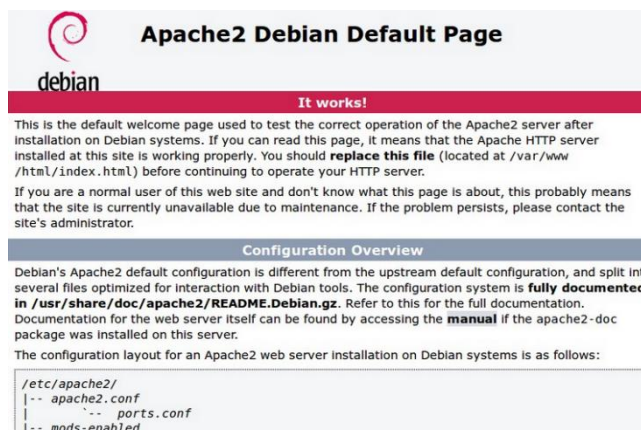 Apache2 Debian Default Page
debian
It works!
This is the default welcome page used to test the correct operation of the Apache2 server after
installation on Debian systems. If you can read this page, it means that the Apache HTTP server
installed at this site is working properly. You should replace this file (located at /var/www
/html/index.html) before continuing to operate your HTTP server.
If you are a normal user of this web site and don't know what this page is about, this probably means
that the site is currently unavailable due to maintenance. If the problem persists, please contact the
site's administrator.
Configuration Overview
Debian's Apache2 default configuration is different from the upstream default configuration, and split int
several files optimized for interaction with Debian tools. The configuration system is fully documented
in /usr/share/doc/apache2/README.Debian.gz. Refer to this for the full documentation.
Documentation for the web server itself can be found by accessing the manual if the apache2-doc
package was installed on this server.
The configuration layout for an Apache2 web server installation on Debian systems is as follows:
/etc/apache2/
|-- apache2.conf
|       `--  ports.conf
|-- mods-enabled